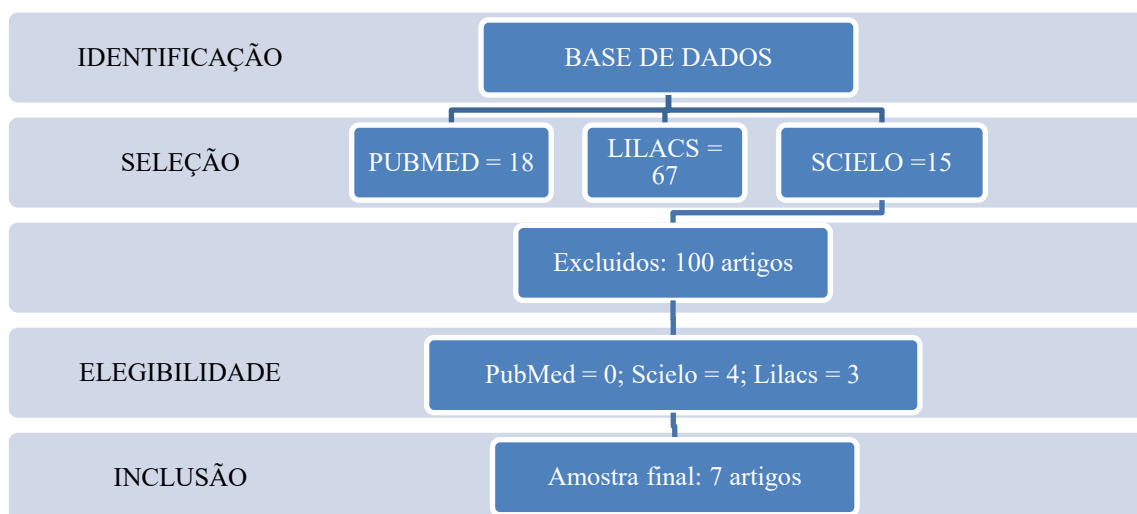 IDENTIFICAÇÃO
BASE DE DADOS
SELEÇÃO
PUBMED = 18
LILACS =
67
SCIELO =15
Excluidos: 100 artigos
ELEGIBILIDADE
PubMed = 0; Scielo = 4; Lilacs = 3
INCLUSÃO
Amostra final: 7 artigos